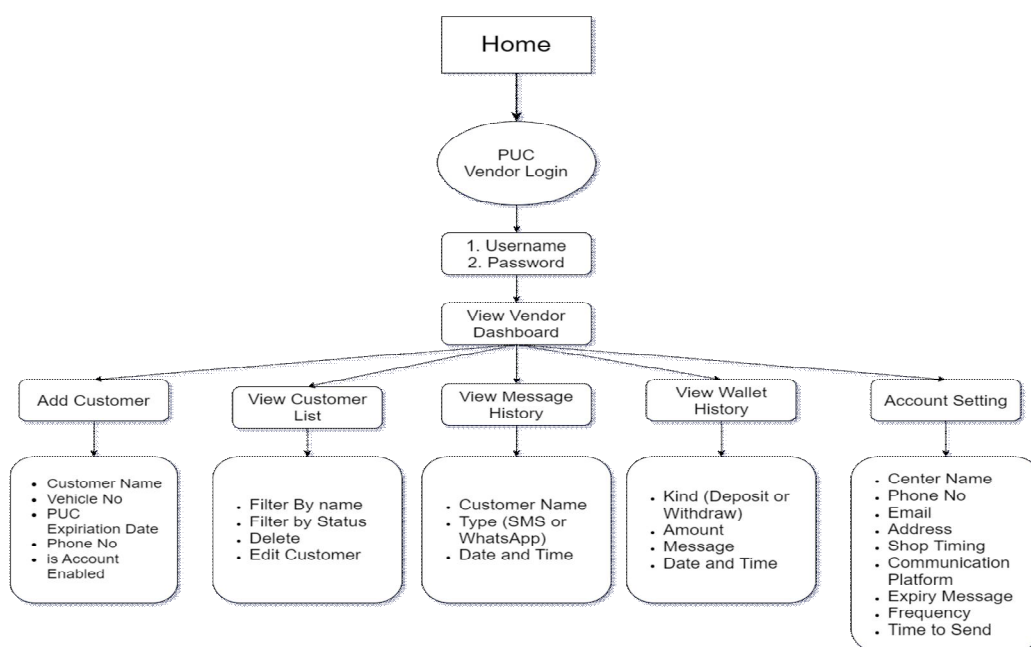 Home
PUC
Vendor Login
1. Username
2. Password
View Vendor
Dashboard
Add Customer
View Customer
List
View Message
History
View Wallet
History
Account Setting
• Customer Name
• Vehicle No
• PUC
Expiriation Date
• Phone No
• is Account
Enabled
• Filter By name
• Filter by Status
• Delete
• Edit Customer
• Customer Name
• Type (SMS or
WhatsApp)
• Date and Time
• Kind (Deposit or
Withdraw)
• Amount
• Message
• Date and Time
• Center Name
• Phone No
• Email
• Address
• Shop Timing
• Communication
Platform
• Expiry Message
• Frequency
• Time to Send